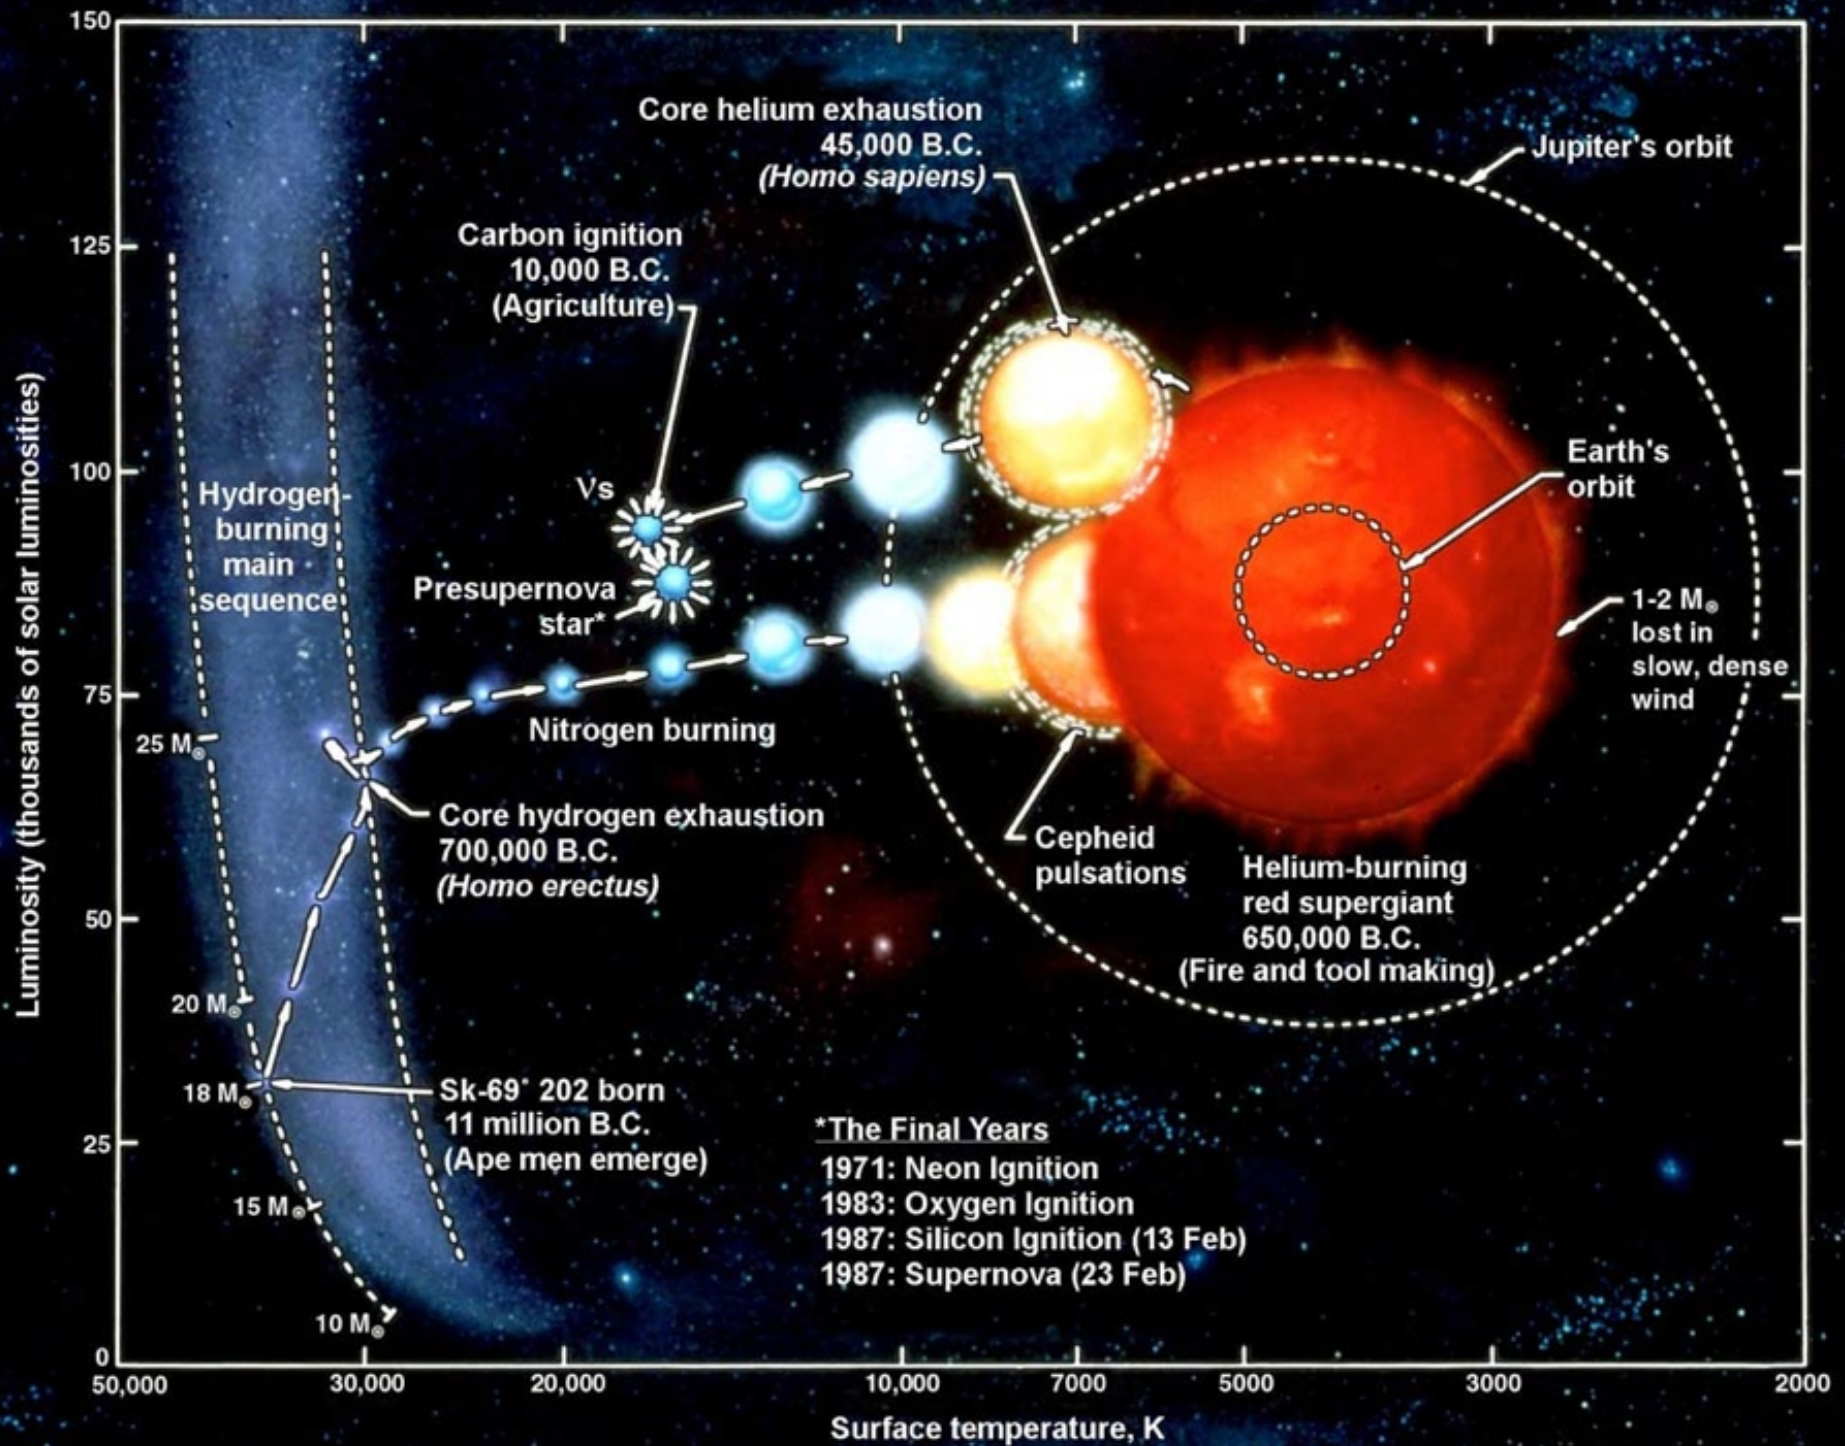 150
Core helium exhaustion
45,000 B.C.
(Homo sapiens)
Jupiter's orbit
125
Carbon ignition
10,000 B.C.
(Agriculture)
Earth's
orbit
100
νs
Hydrogen-
burning
main
sequence
Presupernova
star*
1-2 M⊙
lost in
slow, dense
wind
Luminosity (thousands of solar luminosities)
75
Nitrogen burning
25 M⊙
Core hydrogen exhaustion
700,000 B.C.
(Homo erectus)
Cepheid
pulsations
Helium-burning
red supergiant
650,000 B.C.
(Fire and tool making)
50
20 M⊙
18 M⊙
Sk-69° 202 born
11 million B.C.
(Ape men emerge)
25
*The Final Years
1971: Neon Ignition
1983: Oxygen Ignition
1987: Silicon Ignition (13 Feb)
1987: Supernova (23 Feb)
15 M⊙
10 M⊙
0
50,000 30,000 20,000 10,000 7000 5000 3000 2000
Surface temperature, K